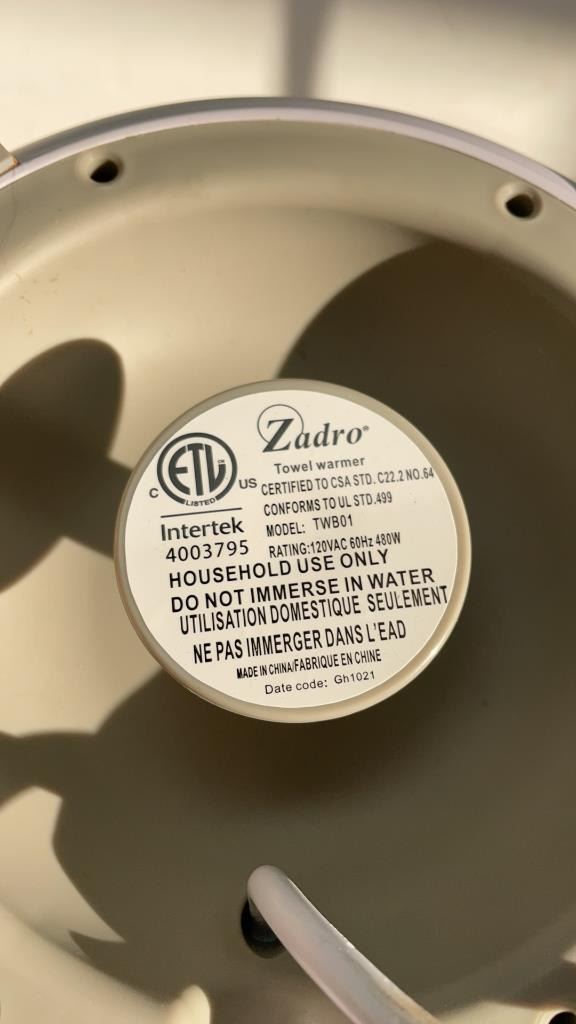 Zadro®
Towel warmer
CERTIFIED TO CSA STD. C22.2 NO.64
CONFORMS TO UL STD.499
MODEL: TWB01
RATING:120VAC 60Hz 480W
C ETL US
LISTED
Intertek
4003795
HOUSEHOLD USE ONLY
DO NOT IMMERSE IN WATER
UTILISATION DOMESTIQUE SEULEMENT
NE PAS IMMERGER DANS L'EAD
MADE IN CHINA/FABRIQUE EN CHINE
Date code: Gh1021